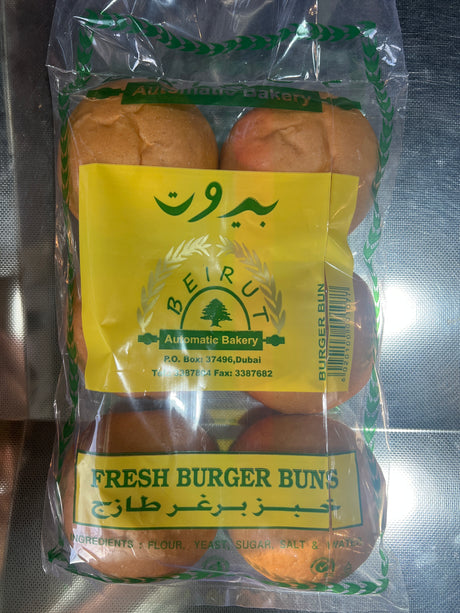 Automatic Bakery
بيروت
BEIRUT
Automatic Bakery
P.O. Box: 37496,Dubai
Fax: 3387682
BURGER BUN
FRESH BURGER BUNS
خبز برغر طازج
INGREDIENTS : FLOUR, YEAST, SUGAR, SALT & WATER